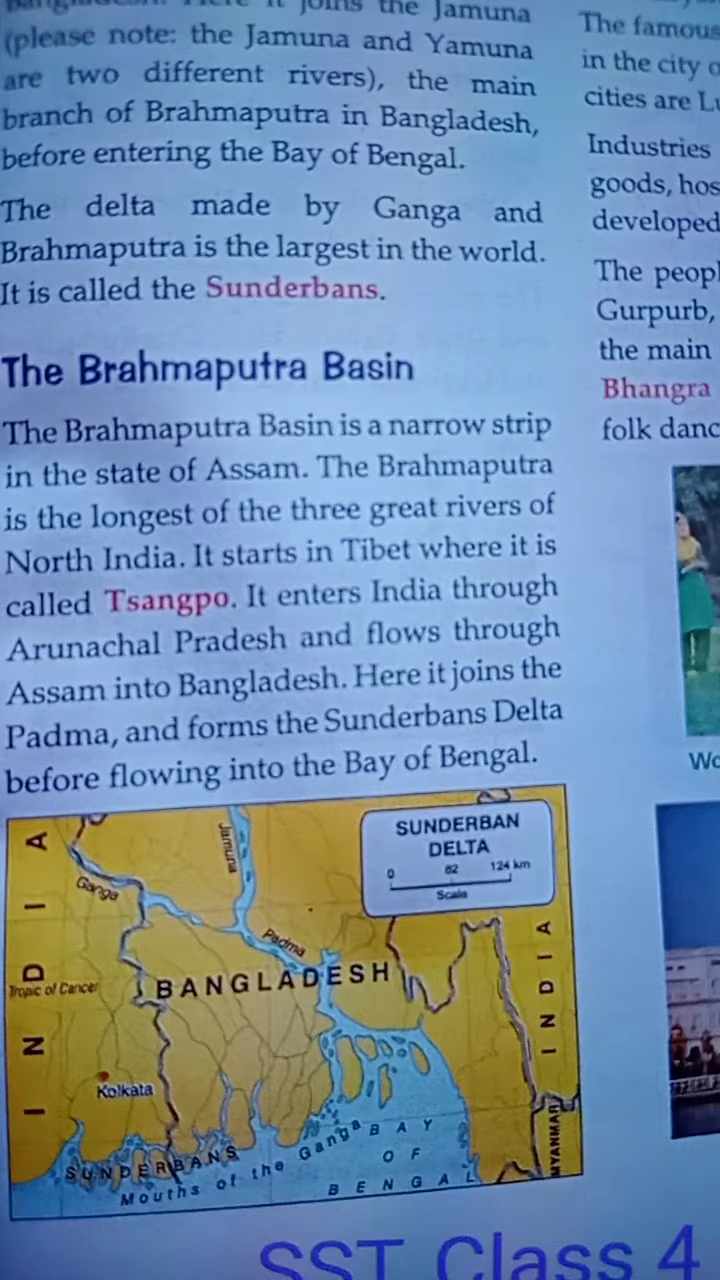 joins the Jamuna
(please note: the Jamuna and Yamuna
are two different rivers), the main
branch of Brahmaputra in Bangladesh,
before entering the Bay of Bengal.
The delta made by Ganga and
Brahmaputra is the largest in the world.
It is called the Sunderbans.
The Brahmaputra Basin
The Brahmaputra Basin is a narrow strip
in the state of Assam. The Brahmaputra
is the longest of the three great rivers of
North India. It starts in Tibet where it is
called Tsangpo. It enters India through
Arunachal Pradesh and flows through
Assam into Bangladesh. Here it joins the
Padma, and forms the Sunderbans Delta
before flowing into the Bay of Bengal.
SUNDERBAN
DELTA
0 62 124 km
Scale
INDIA
Ganga
Jamuna
Padma
BANGLADESH
Tropic of Cancer
INDIA
Kolkata
MYANMAR
SUNDERBANS
Mouths of the Ganga
BAY
OF
BENGAL
The famous
in the city
cities are
Industries
goods,
developed
The
Gurpurb,
the main
Bhangra
folk
SST Class 4